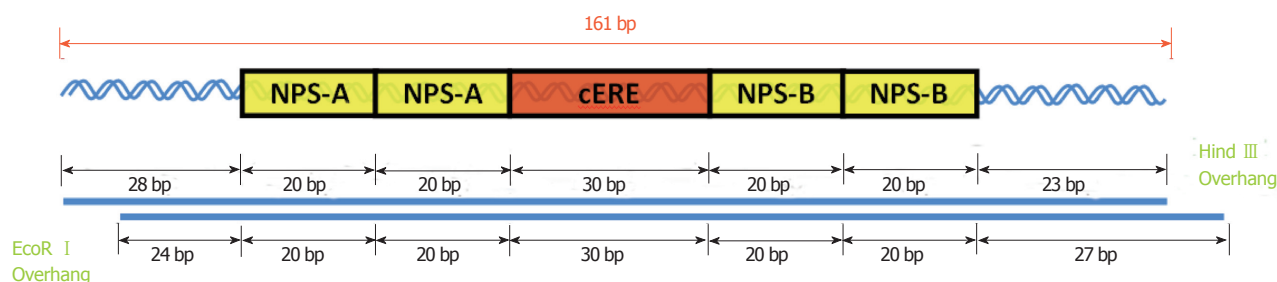 161 bp
NPS-A NPS-A cERE NPS-B NPS-B
Hind Ⅲ
Overhang
28 bp 20 bp 20 bp 30 bp 20 bp 20 bp 23 bp
EcoR Ⅰ
Overhang
24 bp 20 bp 20 bp 30 bp 20 bp 20 bp 27 bp